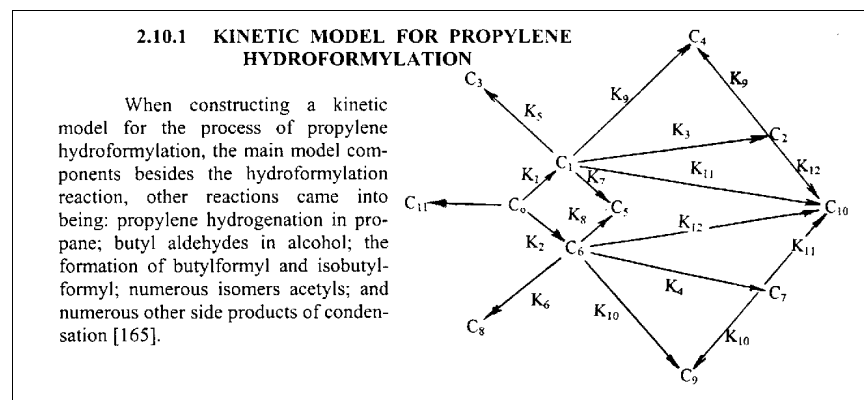 2.10.1 KINETIC MODEL FOR PROPYLENE
HYDROFORMYLATION
When constructing a kinetic
model for the process of propylene
hydroformylation, the main model com-
ponents besides the hydroformylation
reaction, other reactions came into
being: propylene hydrogenation in pro-
pane; butyl aldehydes in alcohol; the
formation of butylformyl and isobutyl-
formyl; numerous isomers acetyls; and
numerous other side products of conden-
sation [165].
C₄
C₃
K₉
K₉
K₅
K₃
C₂
C₁
K₁₂
K₁
K₇
K₁₁
C₁₁
C₀
C₅
C₁₀
K₈
K₁₂
K₂
C₆
K₁₁
K₄
C₇
K₆
C₈
K₁₀
K₁₀
C₉